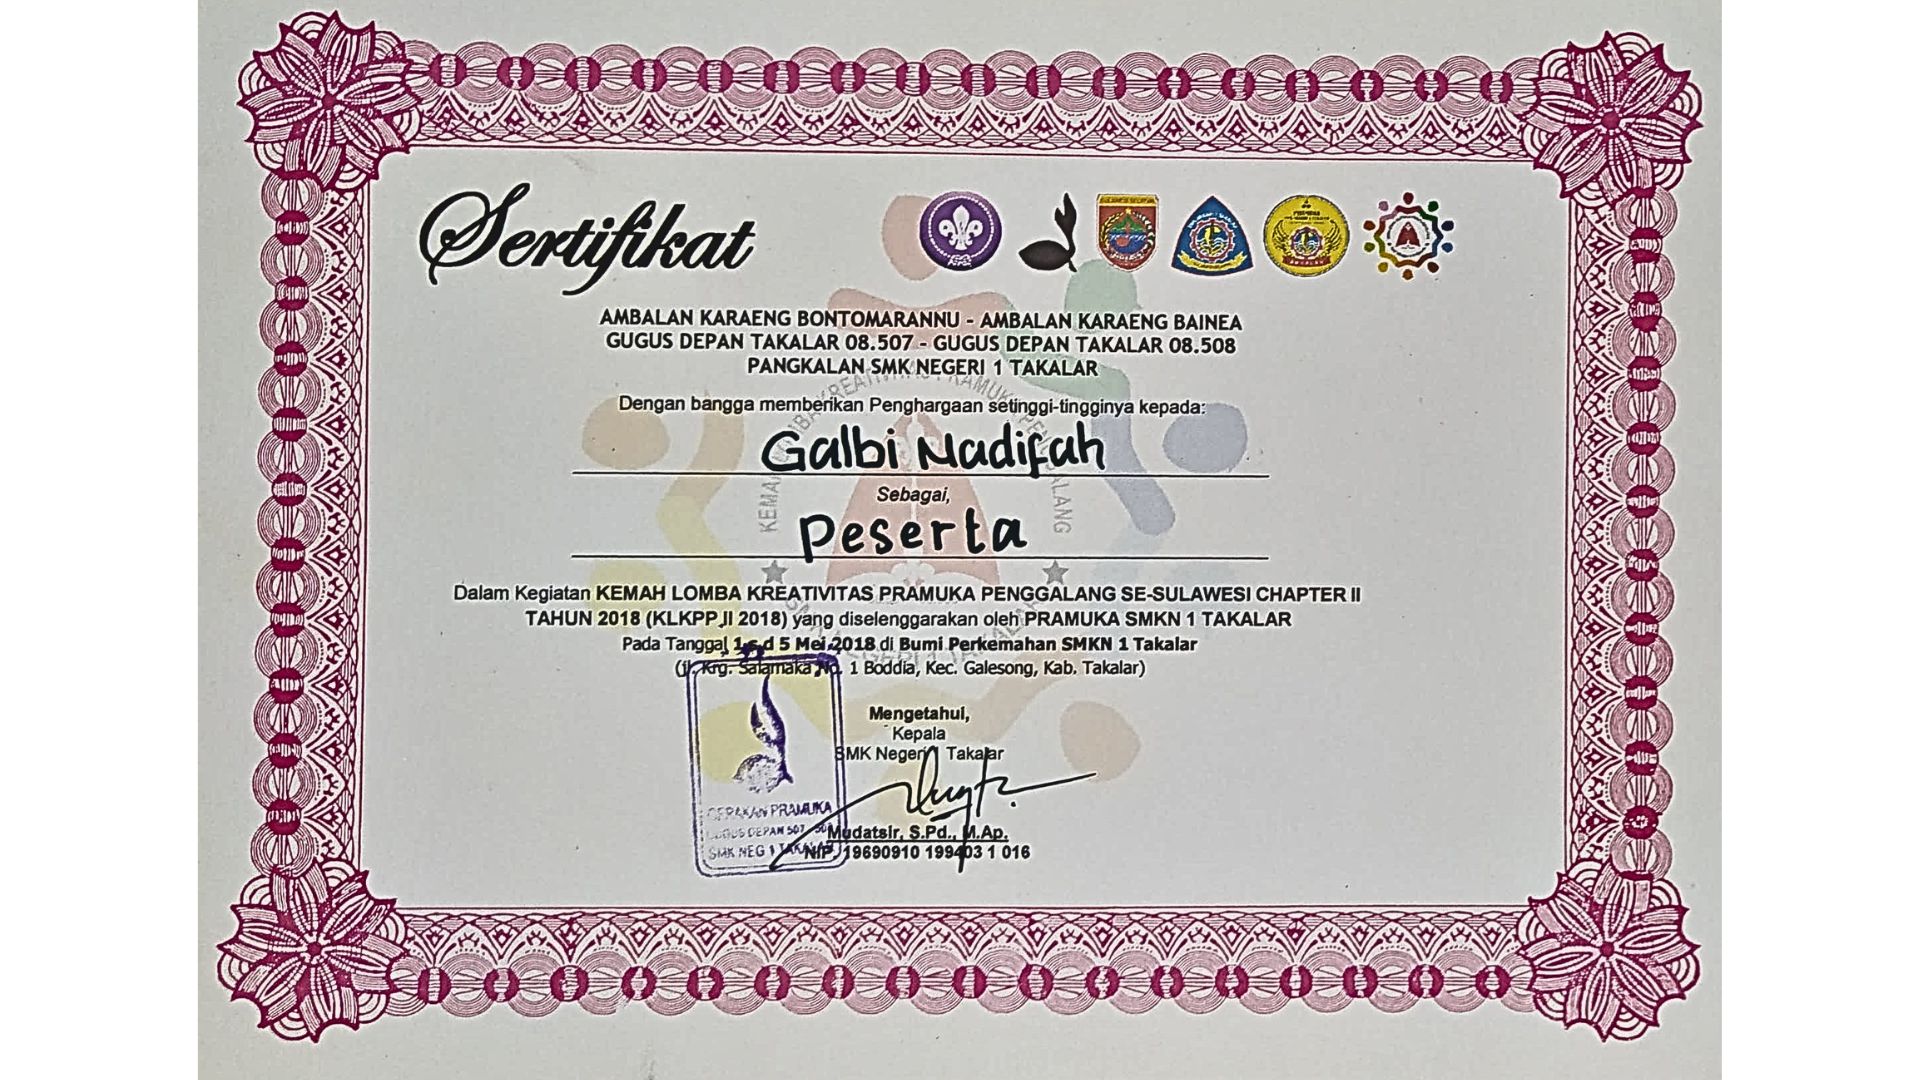 Sertifikat
AMBALAN KARAENG BONTOMARANNU - AMBALAN KARAENG BAINEA
GUGUS DEPAN TAKALAR 08.507 - GUGUS DEPAN TAKALAR 08.508
PANGKALAN SMK NEGERI 1 TAKALAR
Dengan bangga memberikan Penghargaan setinggi-tingginya kepada:
Galbi Nadifah
Sebagai,
Peserta
Dalam Kegiatan KEMAH LOMBA KREATIVITAS PRAMUKA PENGGALANG SE-SULAWESI CHAPTER II
TAHUN 2018 (KLKPP II 2018) yang diselenggarakan oleh PRAMUKA SMKN 1 TAKALAR
Pada Tanggal 1 s.d 5 Mei 2018 di Bumi Perkemahan SMKN 1 Takalar
(jl. Krg. Salamaka No. 1 Boddia, Kec. Galesong, Kab. Takalar)
Mengetahui,
Kepala
SMK Negeri 1 Takalar
Mudatsir, S.Pd., M.Ap.
NIP 19690910 199403 1 016
GERAKAN PRAMUKA
GUGUS DEPAN 507 - 508
SMK NEG 1 TAKALAR